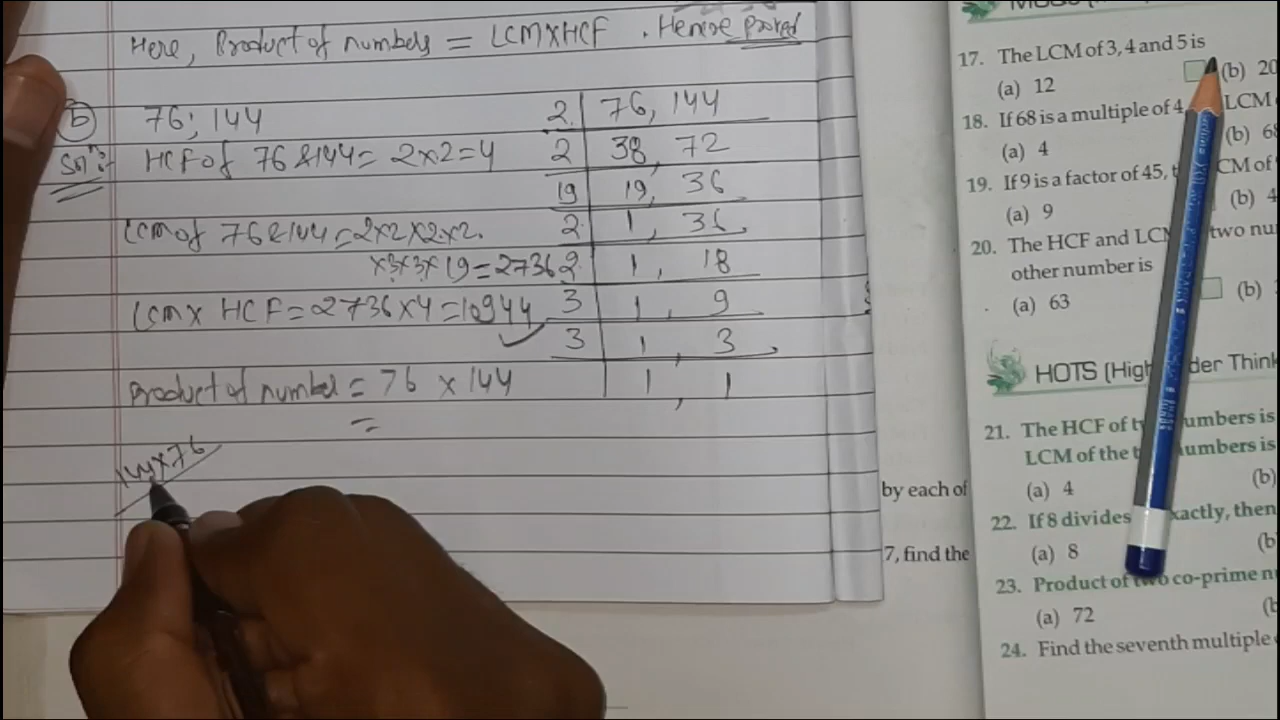 Here, Product of numbers = LCM×HCF . Hence proved
(b) 76, 144
Solⁿ: HCF of 76 & 144 = 2×2=4
LCM of 76 & 144 = 2×2×2×2
×3×3×19 = 2736
LCM × HCF = 2736×4 = 10944
Product of number = 76 × 144
=
144×76
2 | 76, 144
2 | 38, 72
19 | 19, 36
2 | 1, 36
2 | 1, 18
3 | 1, 9
3 | 1, 3
1, 1
by each of
7, find the
17. The LCM of 3, 4 and 5 is
(a) 12 (b) 20
18. If 68 is a multiple of 4, LCM
(a) 4 (b) 6
19. If 9 is a factor of 45, CM of
(a) 9 (b) 4
20. The HCF and LCM two nu
other number is
(a) 63 (b)
HOTS (High der Think
21. The HCF of t umbers is
LCM of the t umbers is
(a) 4 (b)
22. If 8 divides xactly, then
(a) 8 (b
23. Product of two co-prime n
(a) 72 (b
24. Find the seventh multiple